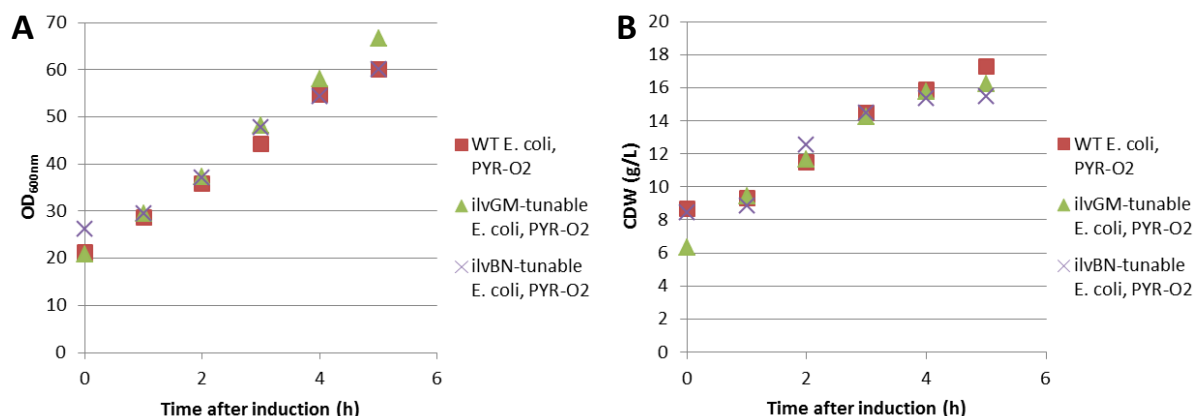 A
70
60
50
40
30
20
10
0
OD600nm
0
2
4
6
Time after induction (h)
WT E. coli,
PYR-O2
ilvGM-tunable
E. coli, PYR-O2
ilvBN-tunable
E. coli, PYR-O2
B
20
18
16
14
12
10
8
6
4
2
0
CDW (g/L)
0
2
4
6
Time after induction (h)
WT E. coli,
PYR-O2
ilvGM-tunable
E. coli, PYR-O2
ilvBN-tunable
E. coli, PYR-O2